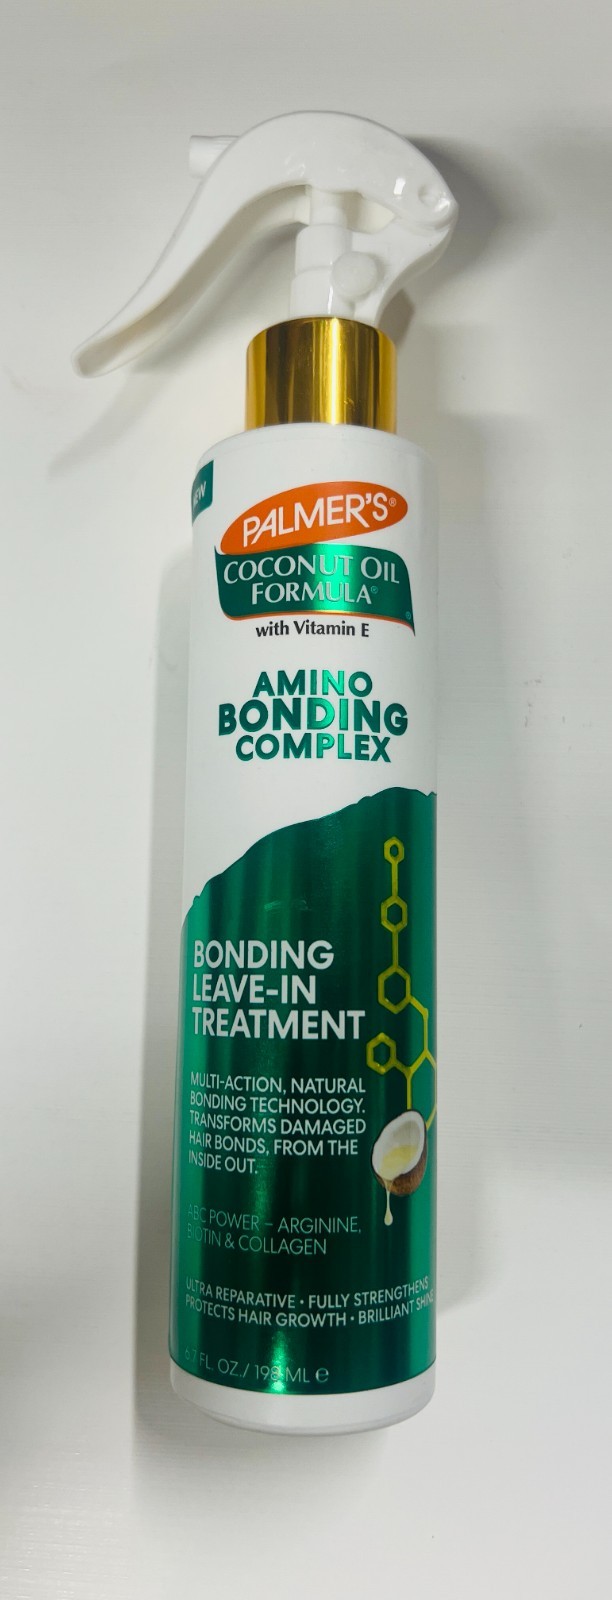 NEW
PALMER'S®
COCONUT OIL
FORMULA®
with Vitamin E
AMINO
BONDING
COMPLEX
BONDING
LEAVE-IN
TREATMENT
MULTI-ACTION, NATURAL
BONDING TECHNOLOGY.
TRANSFORMS DAMAGED
HAIR BONDS, FROM THE
INSIDE OUT.
ABC POWER – ARGININE,
BIOTIN & COLLAGEN
ULTRA REPARATIVE • FULLY STRENGTHENS
PROTECTS HAIR GROWTH • BRILLIANT SHINE
6.7 FL. OZ./ 198 ML ℮